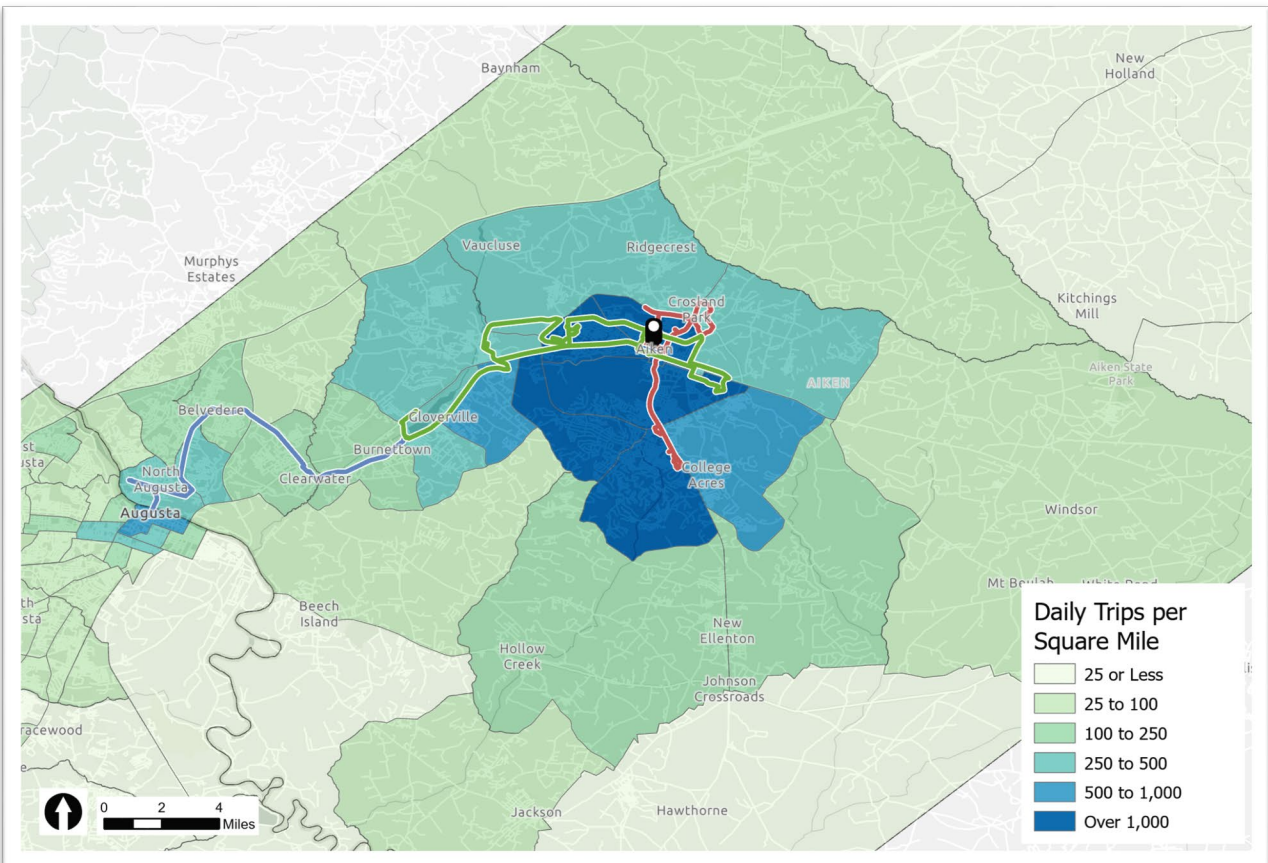 Baynham
New
Holland
Murphys
Estates
Vaucluse
Ridgecrest
Crosland
Park
Kitchings
Mill
Aiken
Aiken State
Park
AIKEN
Belvedere
Gloverville
Burnettown
Clearwater
North
Augusta
Augusta
College
Acres
Windsor
Beech
Island
Hollow
Creek
New
Ellenton
Johnson
Crossroads
Jackson
Hawthorne
0 2 4
Miles
Daily Trips per
Square Mile
25 or Less
25 to 100
100 to 250
250 to 500
500 to 1,000
Over 1,000